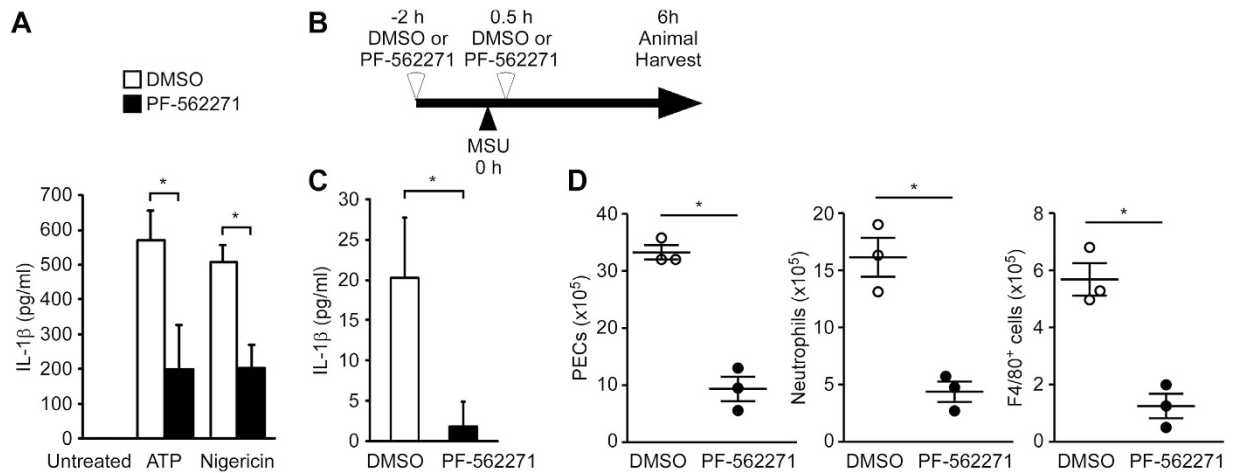 A
DMSO
PF-562271
IL-1β (pg/ml)
700
600
500
400
300
200
100
0
*
*
Untreated
ATP
Nigericin
B
-2 h
DMSO or
PF-562271
0.5 h
DMSO or
PF-562271
6h
Animal
Harvest
MSU
0 h
C
IL-1β (pg/ml)
30
25
20
15
10
5
0
*
DMSO
PF-562271
D
PECs (x10⁵)
40
30
20
10
0
*
DMSO
PF-562271
Neutrophils (x10⁵)
20
15
10
5
0
*
DMSO
PF-562271
F4/80⁺ cells (x10⁵)
8
6
4
2
0
*
DMSO
PF-562271